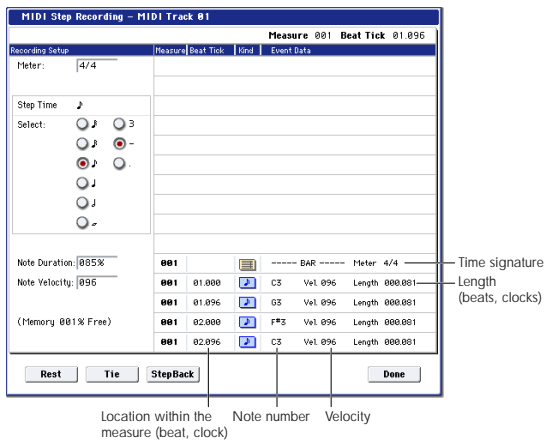 MIDI Step Recording – MIDI Track 01
Measure 001 Beat Tick 01.096
Recording Setup
Measure Beat Tick Kind Event Data
Meter: 4/4
Step Time
Select:
3
–
.
Note Duration: 085%
Note Velocity: 096
(Memory 001% Free)
001 ----- BAR ----- Meter 4/4
001 01.000 C3 Vel. 096 Length 000.081
001 01.096 G3 Vel. 096 Length 000.081
001 02.000 F#3 Vel. 096 Length 000.081
001 02.096 C3 Vel. 096 Length 000.081
Rest Tie StepBack Done
Time signature
Length
(beats, clocks)
Location within the
measure (beat, clock)
Note number
Velocity